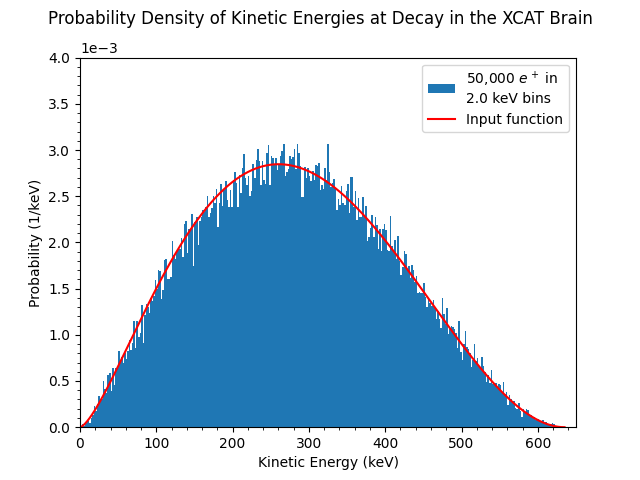 Probability Density of Kinetic Energies at Decay in the XCAT Brain
1e−3
4.0
3.5
3.0
2.5
2.0
1.5
1.0
0.5
0.0
Probability (1/keV)
50,000 e⁺ in
2.0 keV bins
Input function
0 100 200 300 400 500 600
Kinetic Energy (keV)